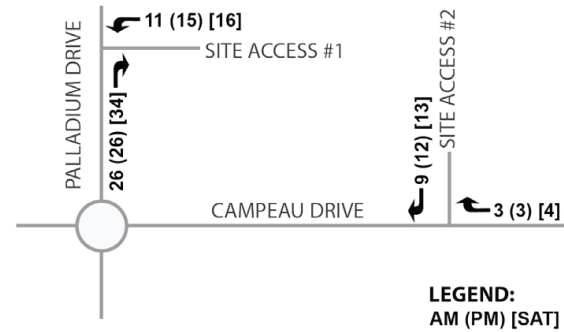 11 (15) [16]
SITE ACCESS #1
PALLADIUM DRIVE
26 (26) [34]
SITE ACCESS #2
9 (12) [13]
CAMPEAU DRIVE
3 (3) [4]
LEGEND:
AM (PM) [SAT]